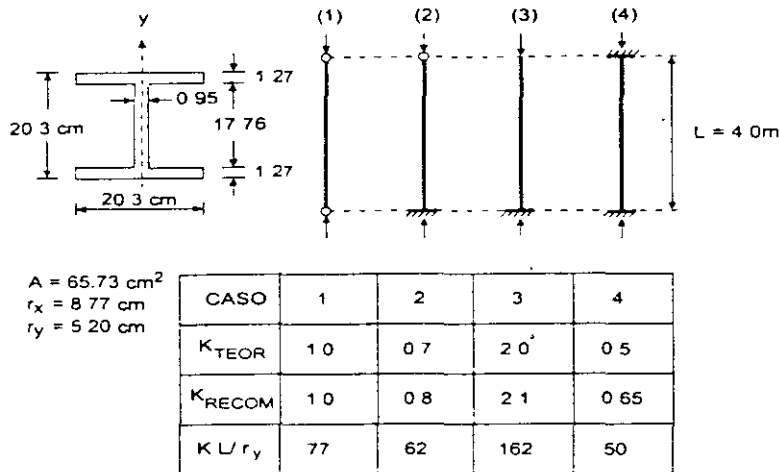 y
20 3 cm
0 95
1 27
17 76
1 27
20.3 cm
(1) (2) (3) (4)
L = 4 0m
A = 65.73 cm²
rx = 8 77 cm
ry = 5 20 cm
CASO 1 2 3 4
KTEOR 1 0 0 7 2 0 0 5
KRECOM 1 0 0 8 2 1 0 65
K L/ry 77 62 162 50